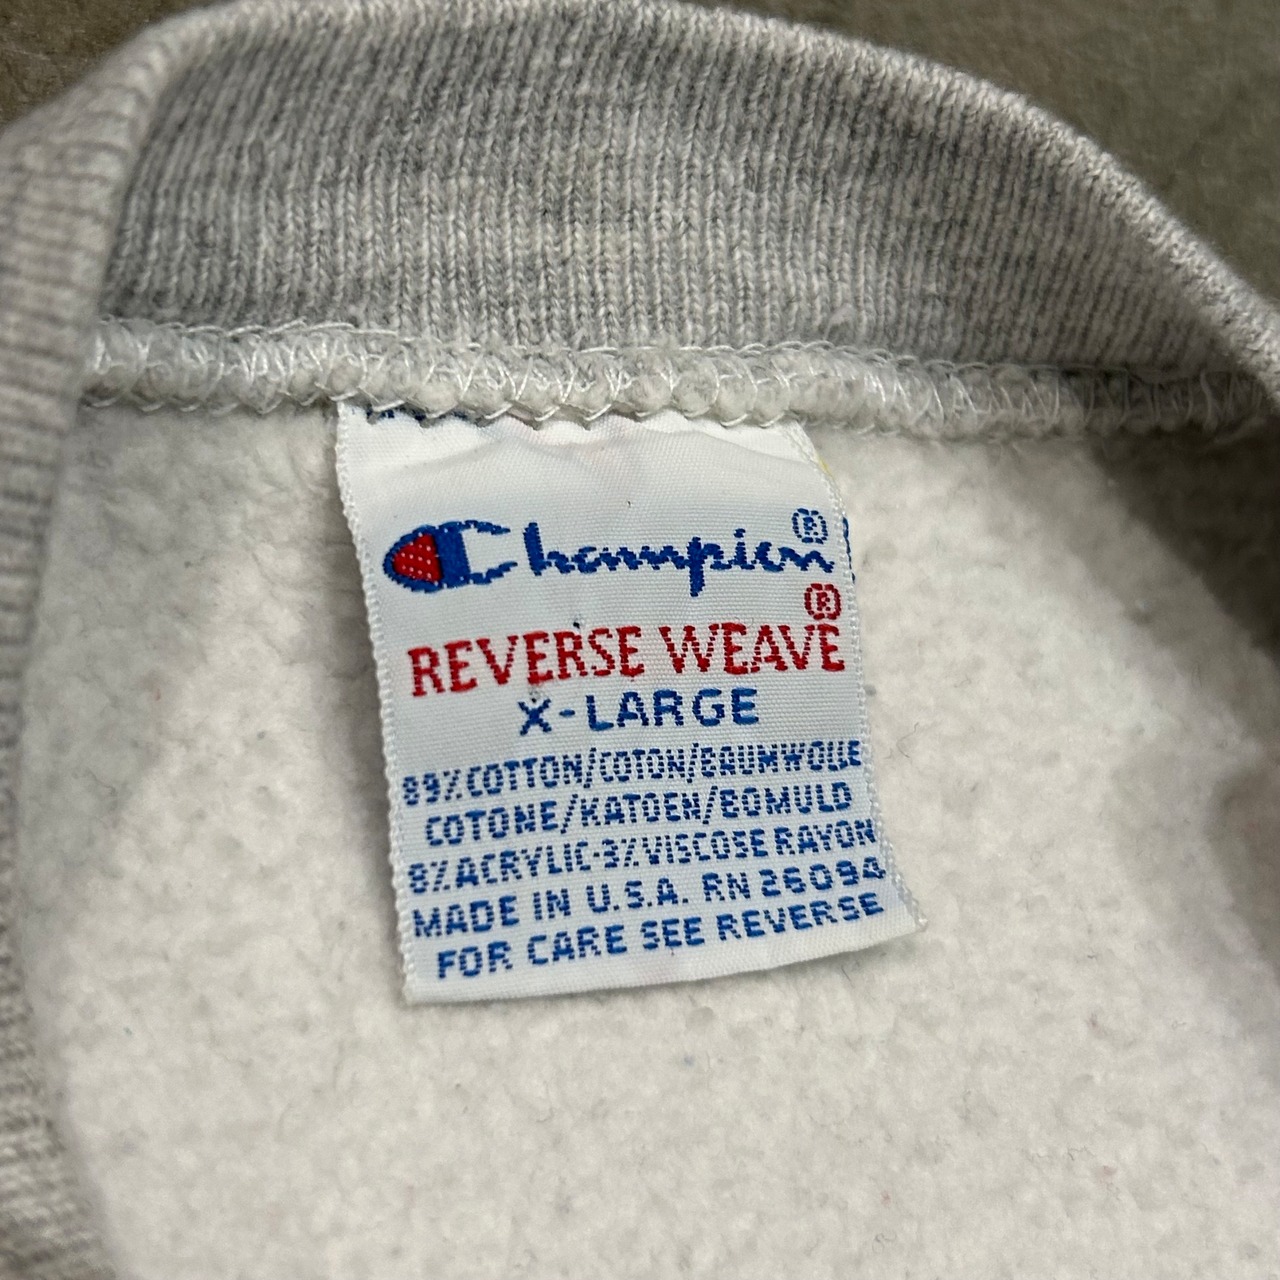 Champion®
REVERSE WEAVE®
X-LARGE
89% COTTON/COTON/BAUMWOLLE
COTONE/KATOEN/BOMULD
8% ACRYLIC-3% VISCOSE RAYON
MADE IN U.S.A. RN 26094
FOR CARE SEE REVERSE